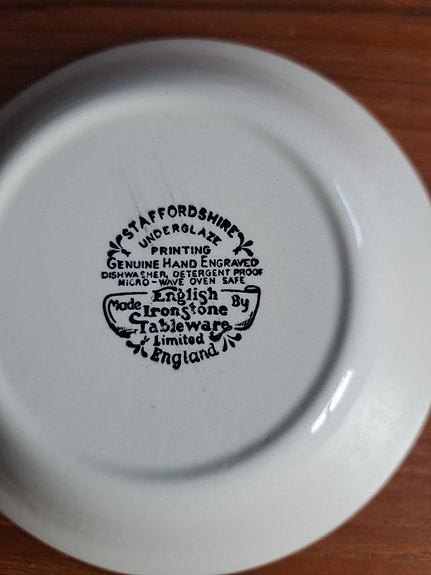 STAFFORDSHIRE
UNDERGLAZE
PRINTING
GENUINE HAND ENGRAVED
DISHWASHER, DETERGENT PROOF
MICRO-WAVE OVEN SAFE
Made English By
Ironstone
Tableware
Limited
England